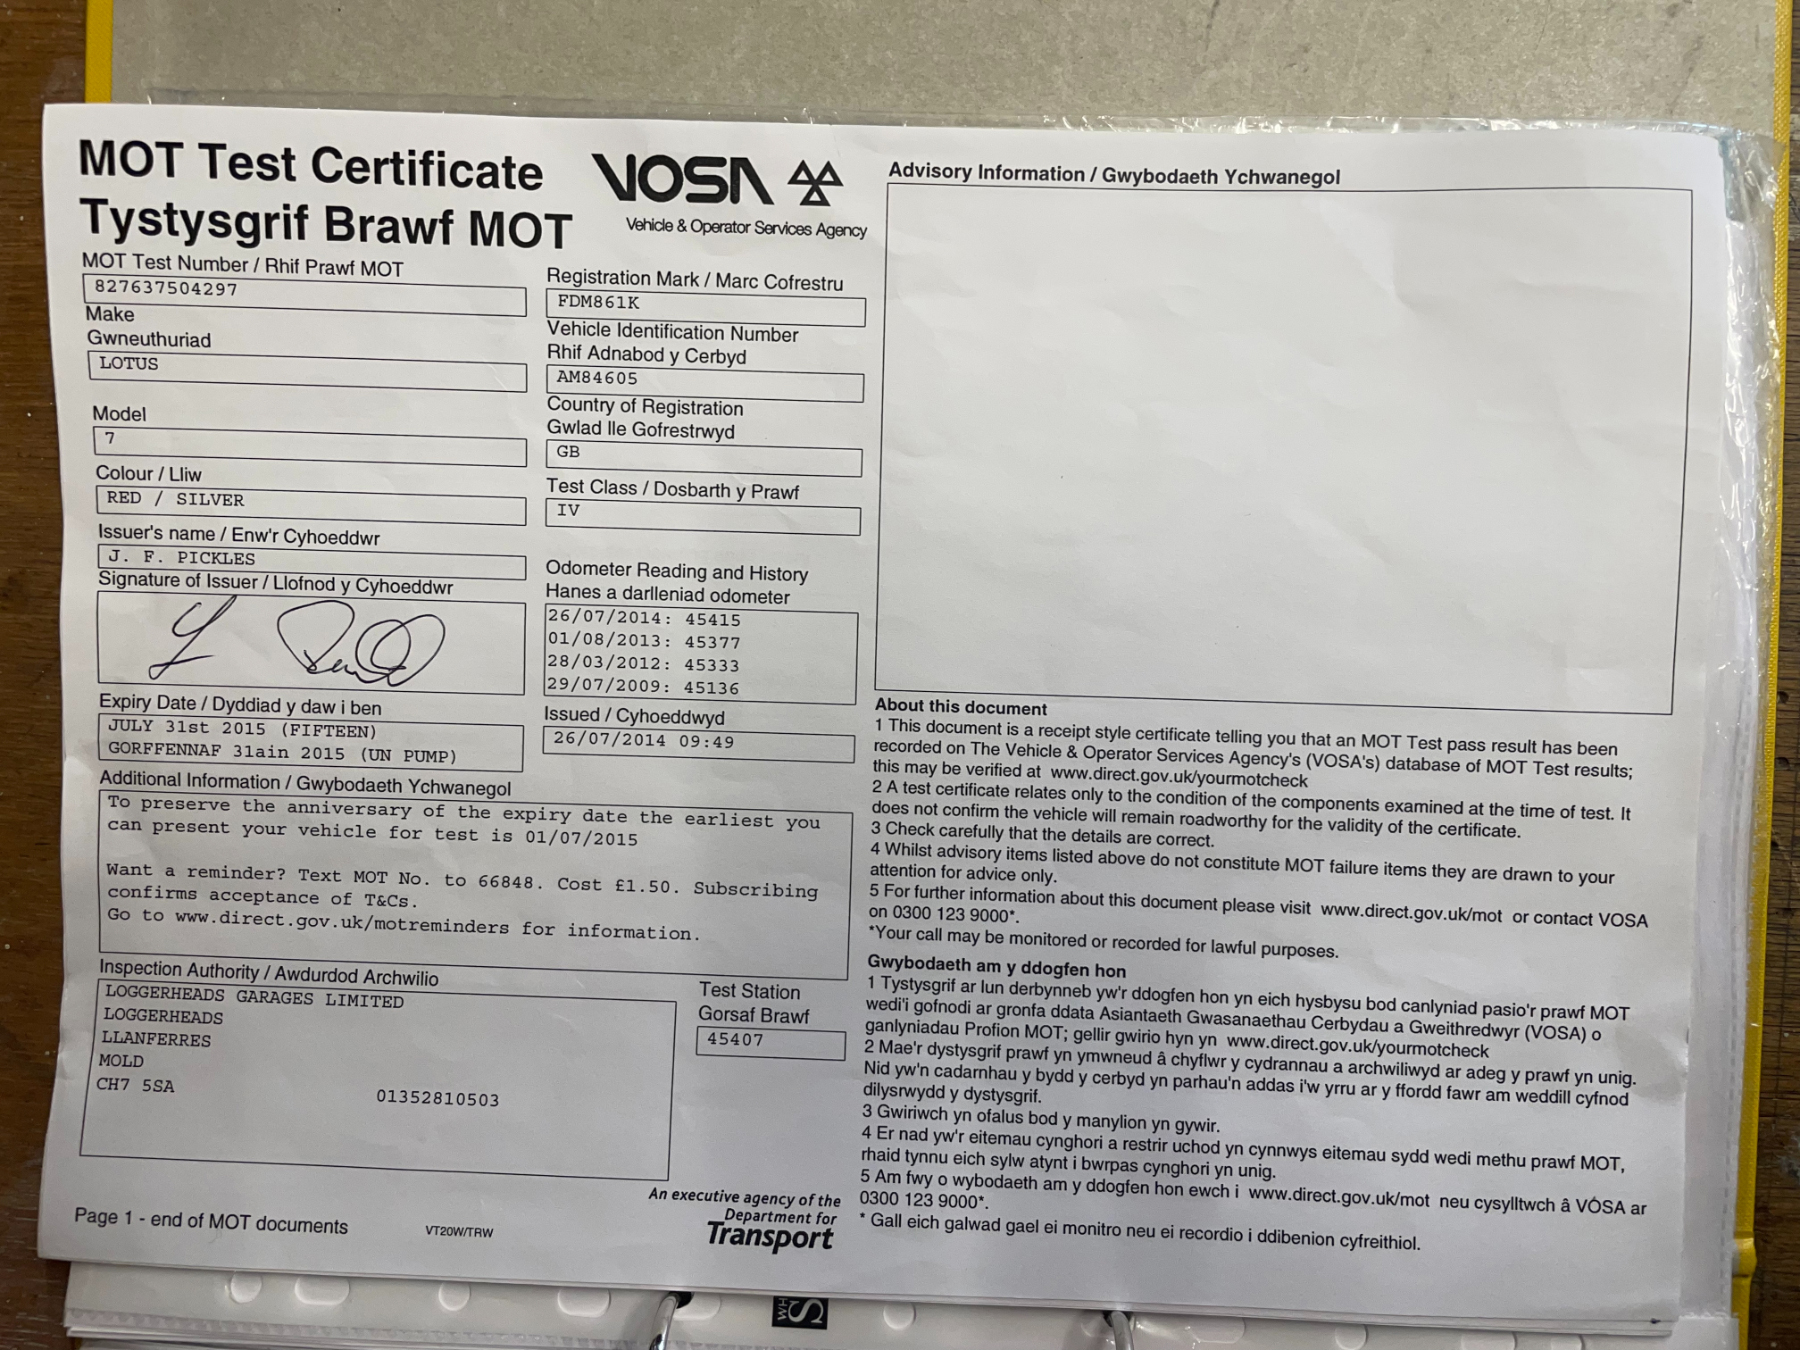 MOT Test Certificate
Tystysgrif Brawf MOT
VOSA
Vehicle & Operator Services Agency
MOT Test Number / Rhif Prawf MOT
827637504297
Make
Gwneuthuriad
LOTUS
Model
7
Colour / Lliw
RED / SILVER
Issuer's name / Enw'r Cyhoeddwr
J. F. PICKLES
Signature of Issuer / Llofnod y Cyhoeddwr
Expiry Date / Dyddiad y daw i ben
JULY 31st 2015 (FIFTEEN)
GORFFENNAF 31ain 2015 (UN PUMP)
Registration Mark / Marc Cofrestru
FDM861K
Vehicle Identification Number
Rhif Adnabod y Cerbyd
AM84605
Country of Registration
Gwlad lle Gofrestrwyd
GB
Test Class / Dosbarth y Prawf
IV
Odometer Reading and History
Hanes a darlleniad odometer
26/07/2014: 45415
01/08/2013: 45377
28/03/2012: 45333
29/07/2009: 45136
Issued / Cyhoeddwyd
26/07/2014 09:49
Additional Information / Gwybodaeth Ychwanegol
To preserve the anniversary of the expiry date the earliest you
can present your vehicle for test is 01/07/2015
Want a reminder? Text MOT No. to 66848. Cost £1.50. Subscribing
confirms acceptance of T&Cs.
Go to www.direct.gov.uk/motreminders for information.
Inspection Authority / Awdurdod Archwilio
LOGGERHEADS GARAGES LIMITED
LOGGERHEADS
LLANFERRES
MOLD
CH7 5SA
01352810503
Test Station
Gorsaf Brawf
45407
Page 1 - end of MOT documents
VT20W/TRW
An executive agency of the
Department for
Transport
Advisory Information / Gwybodaeth Ychwanegol
About this document
1 This document is a receipt style certificate telling you that an MOT Test pass result has been
recorded on The Vehicle & Operator Services Agency's (VOSA's) database of MOT Test results;
this may be verified at www.direct.gov.uk/yourmotcheck
2 A test certificate relates only to the condition of the components examined at the time of test. It
does not confirm the vehicle will remain roadworthy for the validity of the certificate.
3 Check carefully that the details are correct.
4 Whilst advisory items listed above do not constitute MOT failure items they are drawn to your
attention for advice only.
5 For further information about this document please visit www.direct.gov.uk/mot or contact VOSA
on 0300 123 9000*.
*Your call may be monitored or recorded for lawful purposes.
Gwybodaeth am y ddogfen hon
1 Tystysgrif ar lun derbynneb yw'r ddogfen hon yn eich hysbysu bod canlyniad pasio'r prawf MOT
wedi'i gofnodi ar gronfa ddata Asiantaeth Gwasanaethau Cerbydau a Gweithredwyr (VOSA) o
ganlyniadau Profion MOT; gellir gwirio hyn yn www.direct.gov.uk/yourmotcheck
2 Mae'r dystysgrif prawf yn ymwneud â chyflwr y cydrannau a archwiliwyd ar adeg y prawf yn unig.
Nid yw'n cadarnhau y bydd y cerbyd yn parhau'n addas i'w yrru ar y ffordd fawr am weddill cyfnod
dilysrwydd y dystysgrif.
3 Gwiriwch yn ofalus bod y manylion yn gywir.
4 Er nad yw'r eitemau cynghori a restrir uchod yn cynnwys eitemau sydd wedi methu prawf MOT,
rhaid tynnu eich sylw atynt i bwrpas cynghori yn unig.
5 Am fwy o wybodaeth am y ddogfen hon ewch i www.direct.gov.uk/mot neu cysylltwch â VOSA ar
0300 123 9000*.
* Gall eich galwad gael ei monitro neu ei recordio i ddibenion cyfreithiol.